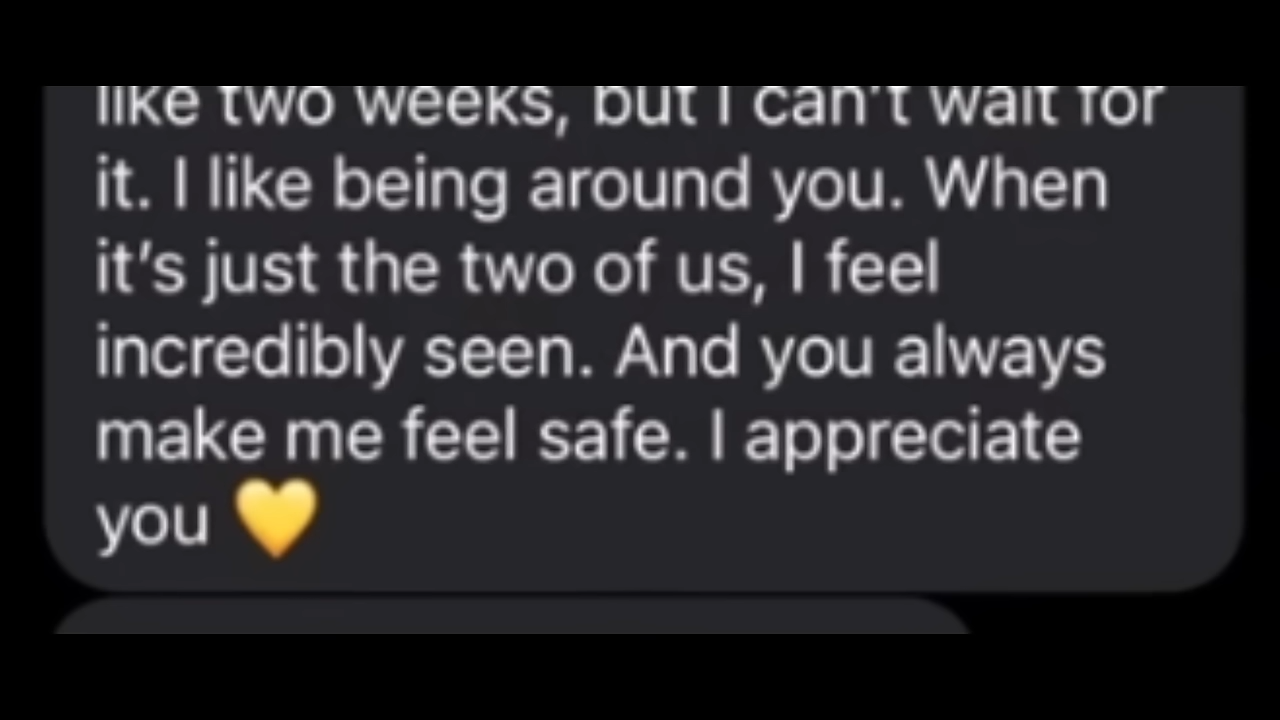 like two weeks, but I can't wait for
it. I like being around you. When
it’s just the two of us, I feel
incredibly seen. And you always
make me feel safe. I appreciate
you 💛